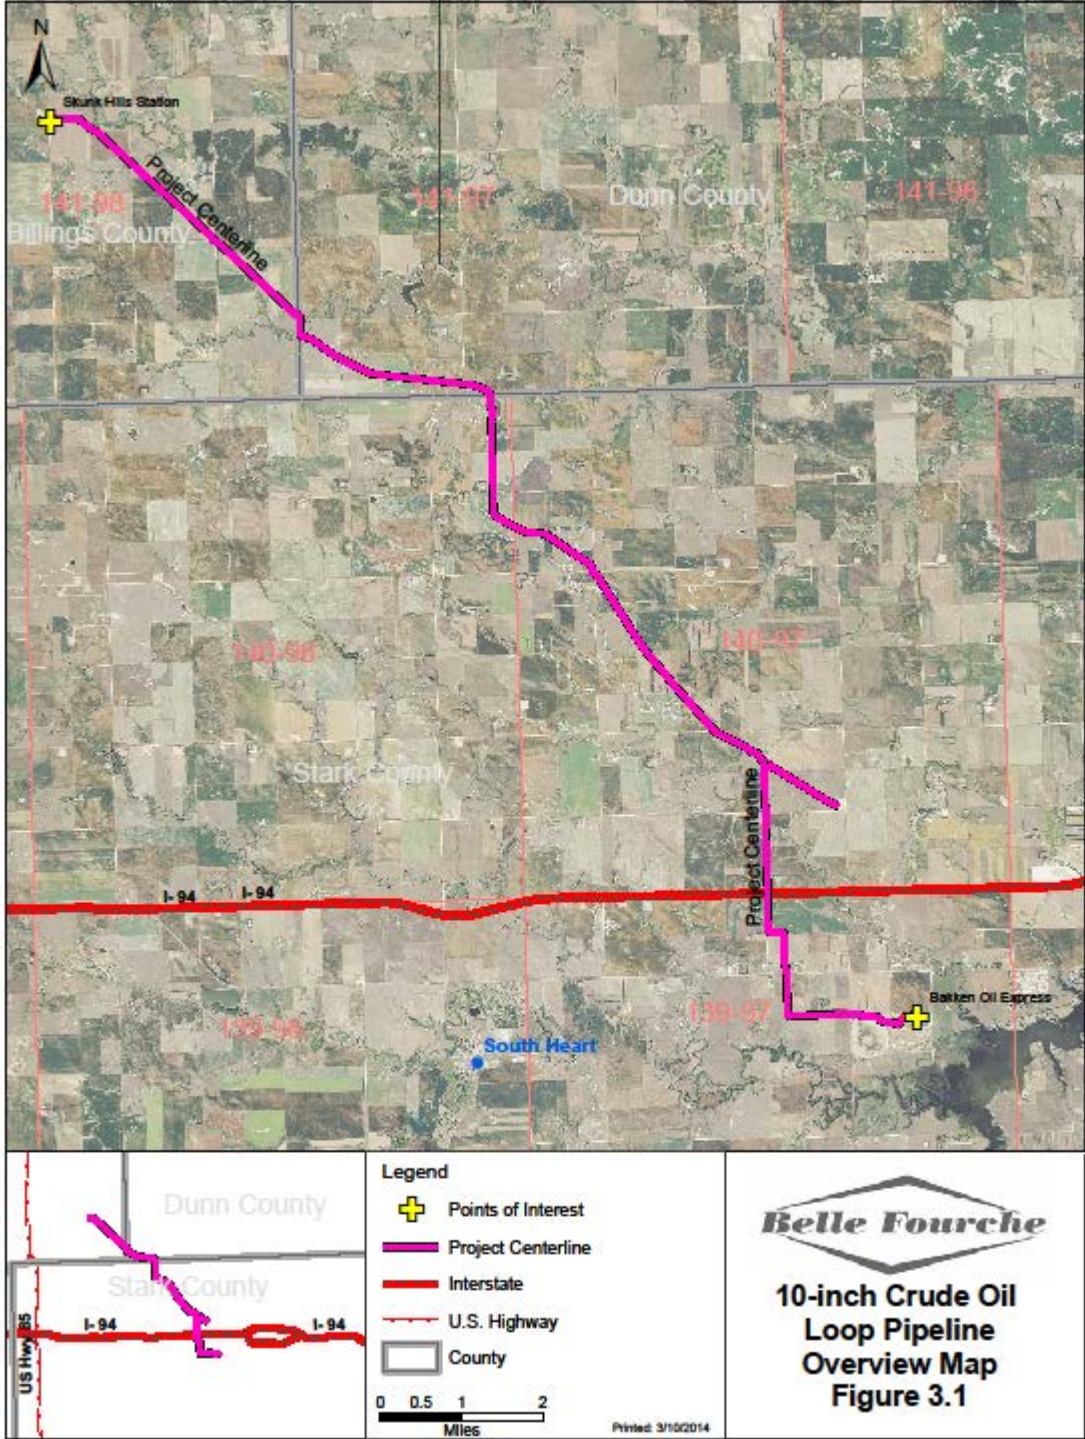 N
Skunk Hills Station
Project Centerline
141-98
141-97
Dunn County
141-96
Billings County
140-98
140-97
Stark County
Project Centerline
I-94
I-94
Bakken Oil Express
139-98
139-97
South Heart
Dunn County
Stark County
I-94
I-94
US Hwy 85
Legend
Points of Interest
Project Centerline
Interstate
U.S. Highway
County
0 0.5 1 2
Miles
Printed: 3/10/2014
Belle Fourche
10-inch Crude Oil
Loop Pipeline
Overview Map
Figure 3.1